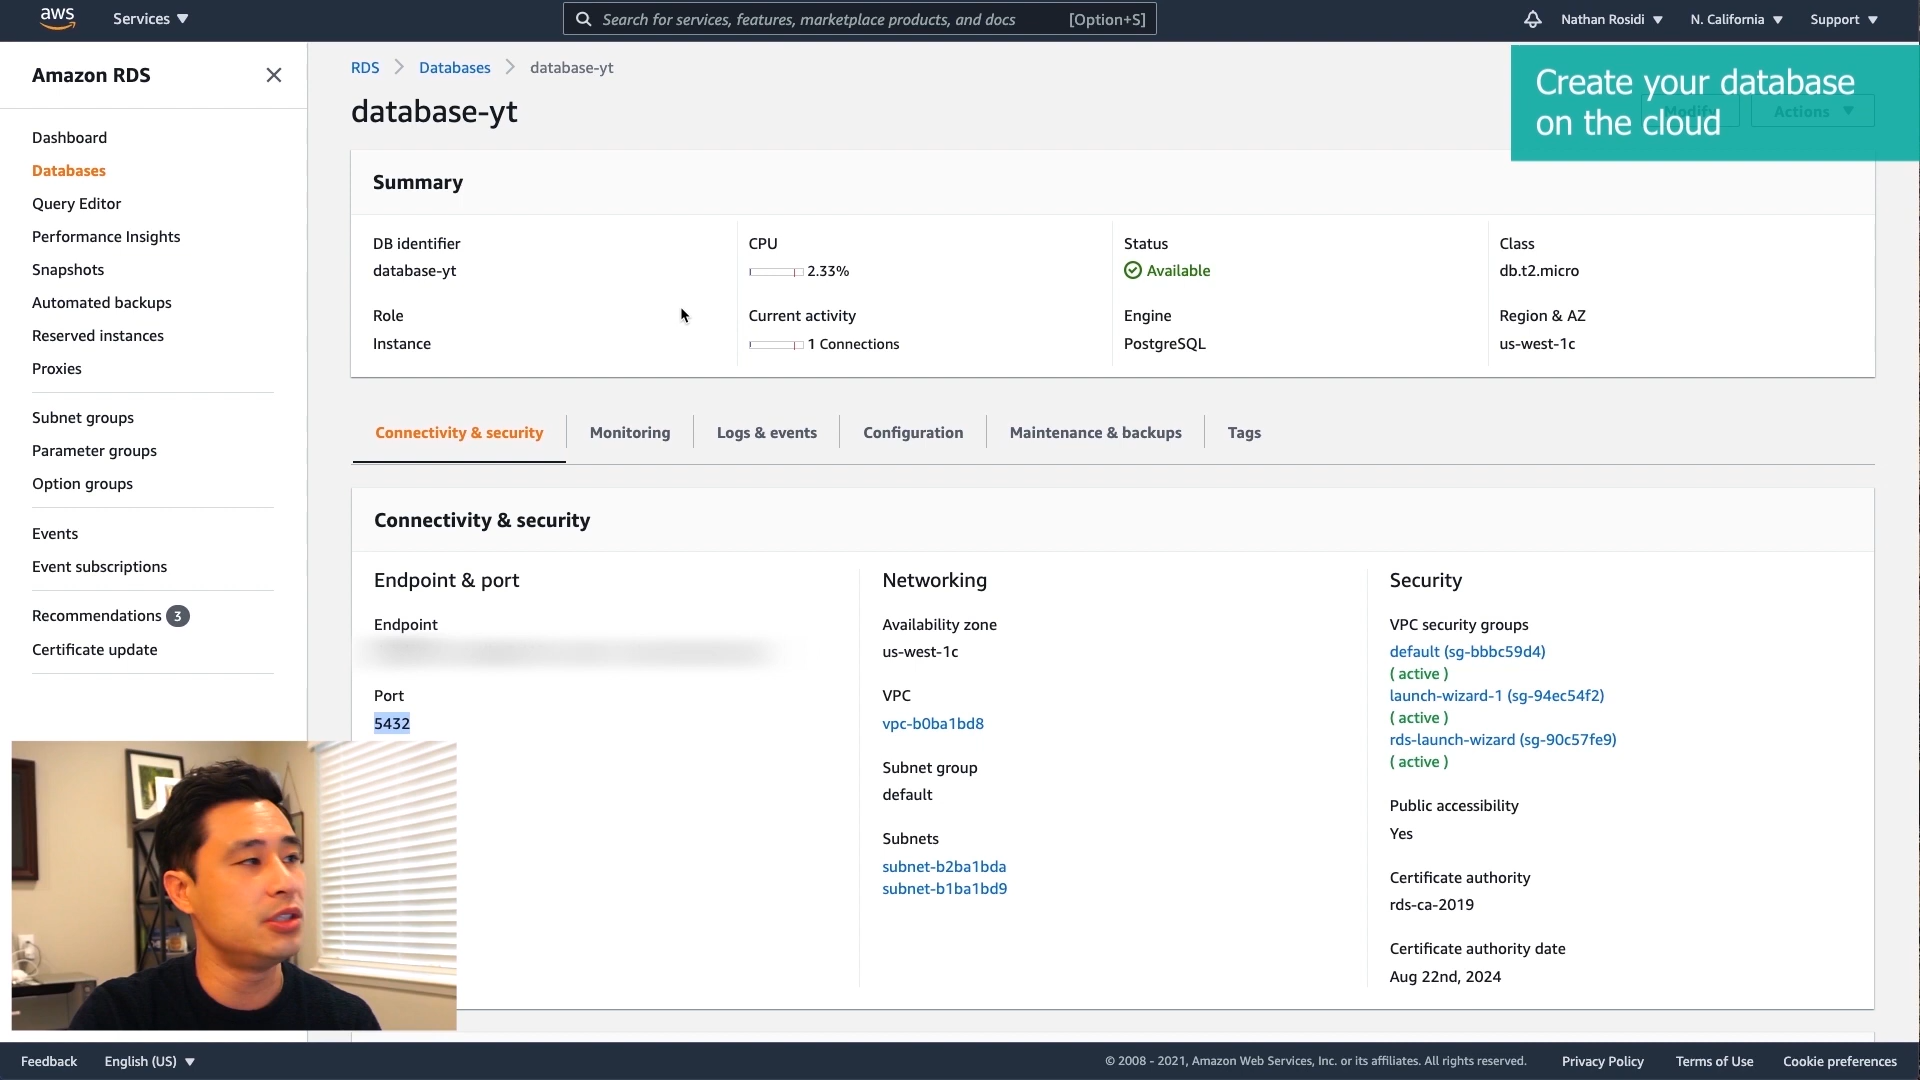 aws
Services
Search for services, features, marketplace products, and docs
[Option+S]
Nathan Rosidi
N. California
Support
Amazon RDS
Dashboard
Databases
Query Editor
Performance Insights
Snapshots
Automated backups
Reserved instances
Proxies
Subnet groups
Parameter groups
Option groups
Events
Event subscriptions
Recommendations 3
Certificate update
RDS
Databases
database-yt
database-yt
Create your database
on the cloud
Modify
Actions
Summary
DB identifier
database-yt
CPU
2.33%
Status
Available
Class
db.t2.micro
Role
Instance
Current activity
1 Connections
Engine
PostgreSQL
Region & AZ
us-west-1c
Connectivity & security
Monitoring
Logs & events
Configuration
Maintenance & backups
Tags
Connectivity & security
Endpoint & port
Endpoint
Port
5432
Networking
Availability zone
us-west-1c
VPC
vpc-b0ba1bd8
Subnet group
default
Subnets
subnet-b2ba1bda
subnet-b1ba1bd9
Security
VPC security groups
default (sg-bbbc59d4)
( active )
launch-wizard-1 (sg-94ec54f2)
( active )
rds-launch-wizard (sg-90c57fe9)
( active )
Public accessibility
Yes
Certificate authority
rds-ca-2019
Certificate authority date
Aug 22nd, 2024
Feedback
English (US)
© 2008 - 2021, Amazon Web Services, Inc. or its affiliates. All rights reserved.
Privacy Policy
Terms of Use
Cookie preferences